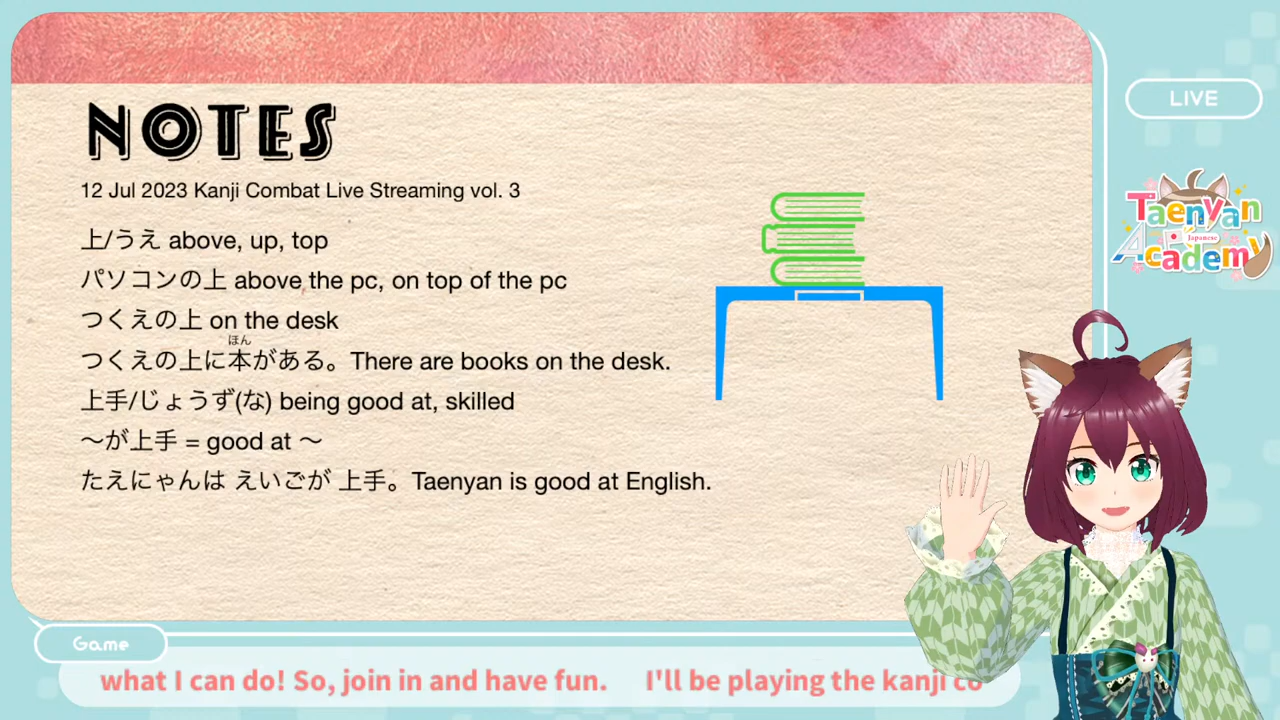 NOTES
12 Jul 2023 Kanji Combat Live Streaming vol. 3
上/うえ above, up, top
パソコンの上 above the pc, on top of the pc
つくえの上 on the desk
ほん
つくえの上に本がある。There are books on the desk.
上手/じょうず(な) being good at, skilled
〜が上手 = good at 〜
たえにゃんは えいごが 上手。Taenyan is good at English.
LIVE
Taenyan
Japanese
Academy
Game
what I can do! So, join in and have fun. I'll be playing the kanji co